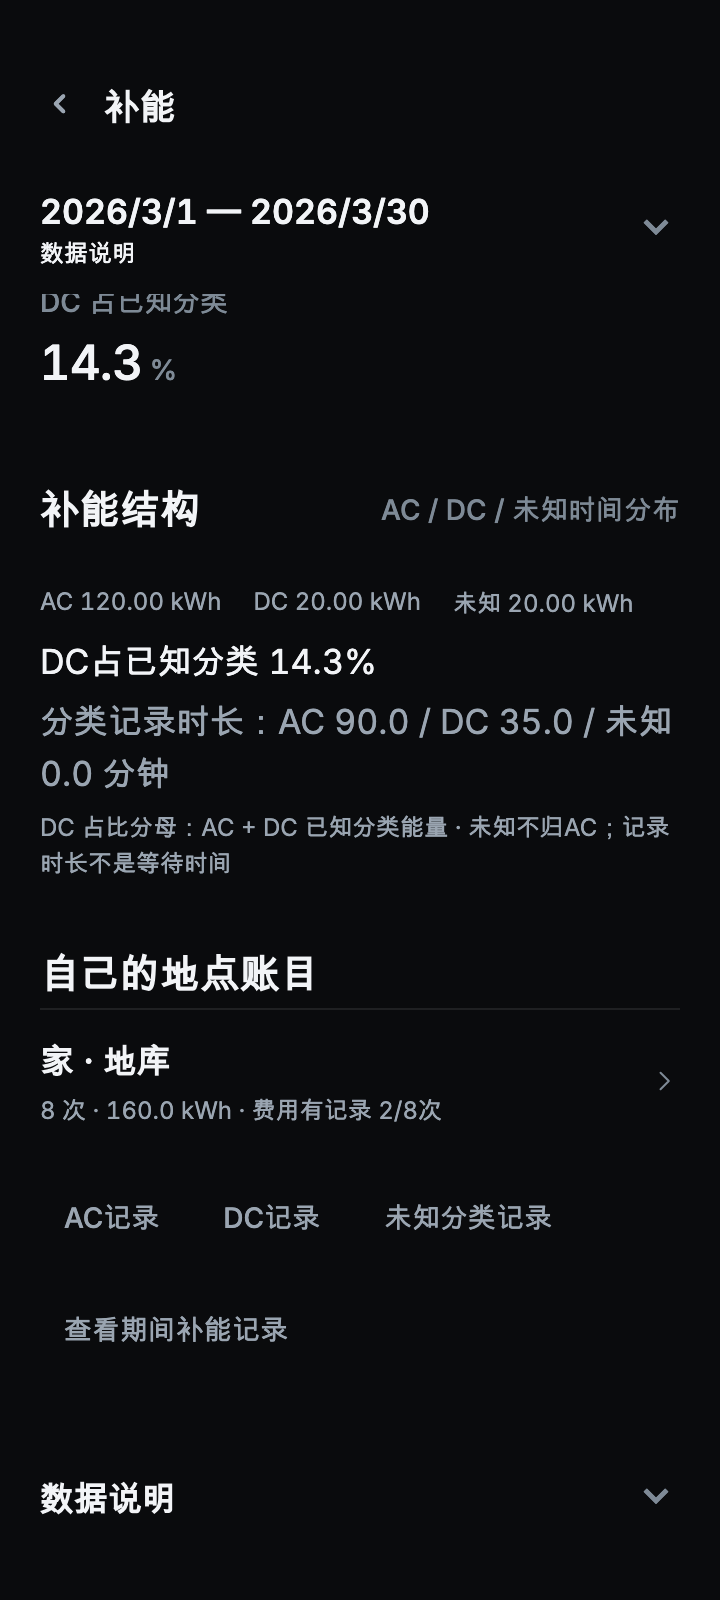 补能
2026/3/1 — 2026/3/30
数据说明
DC 占已知分类
14.3 %
补能结构
AC / DC / 未知时间分布
AC 120.00 kWh DC 20.00 kWh 未知 20.00 kWh
DC占已知分类 14.3%
分类记录时长：AC 90.0 / DC 35.0 / 未知
0.0 分钟
DC 占比分母：AC + DC 已知分类能量 · 未知不归AC；记录
时长不是等待时间
自己的地点账目
家 · 地库
8 次 · 160.0 kWh · 费用有记录 2/8次
AC记录 DC记录 未知分类记录
查看期间补能记录
数据说明